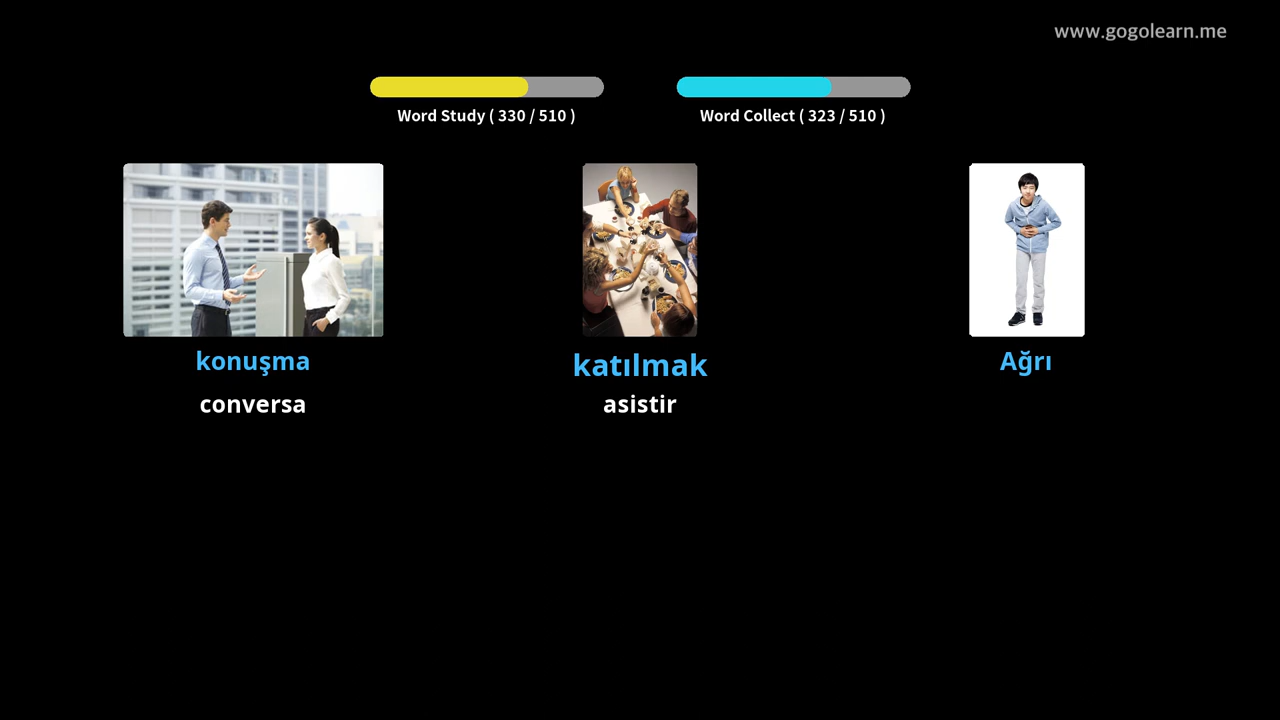 www.gogolearn.me
Word Study ( 330 / 510 )
Word Collect ( 323 / 510 )
konuşma
conversa
katılmak
asistir
Ağrı